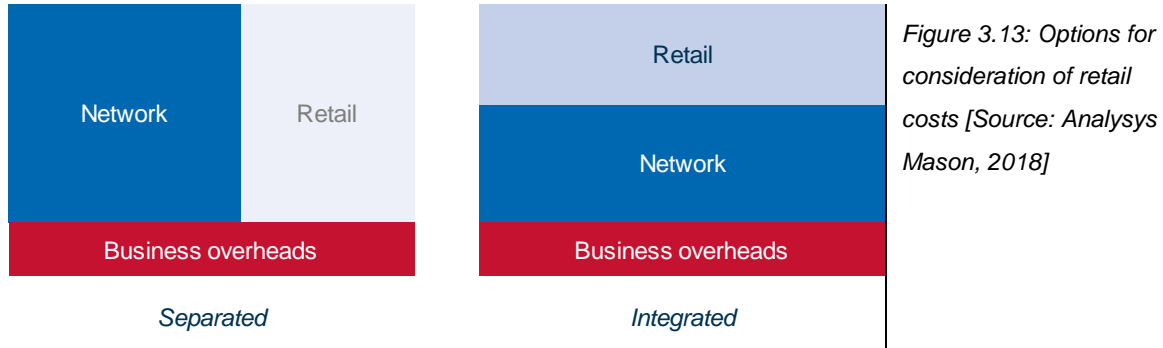 Network
Retail
Business overheads
Separated
Retail
Network
Business overheads
Integrated
Figure 3.13: Options for
consideration of retail
costs [Source: Analysys
Mason, 2018]